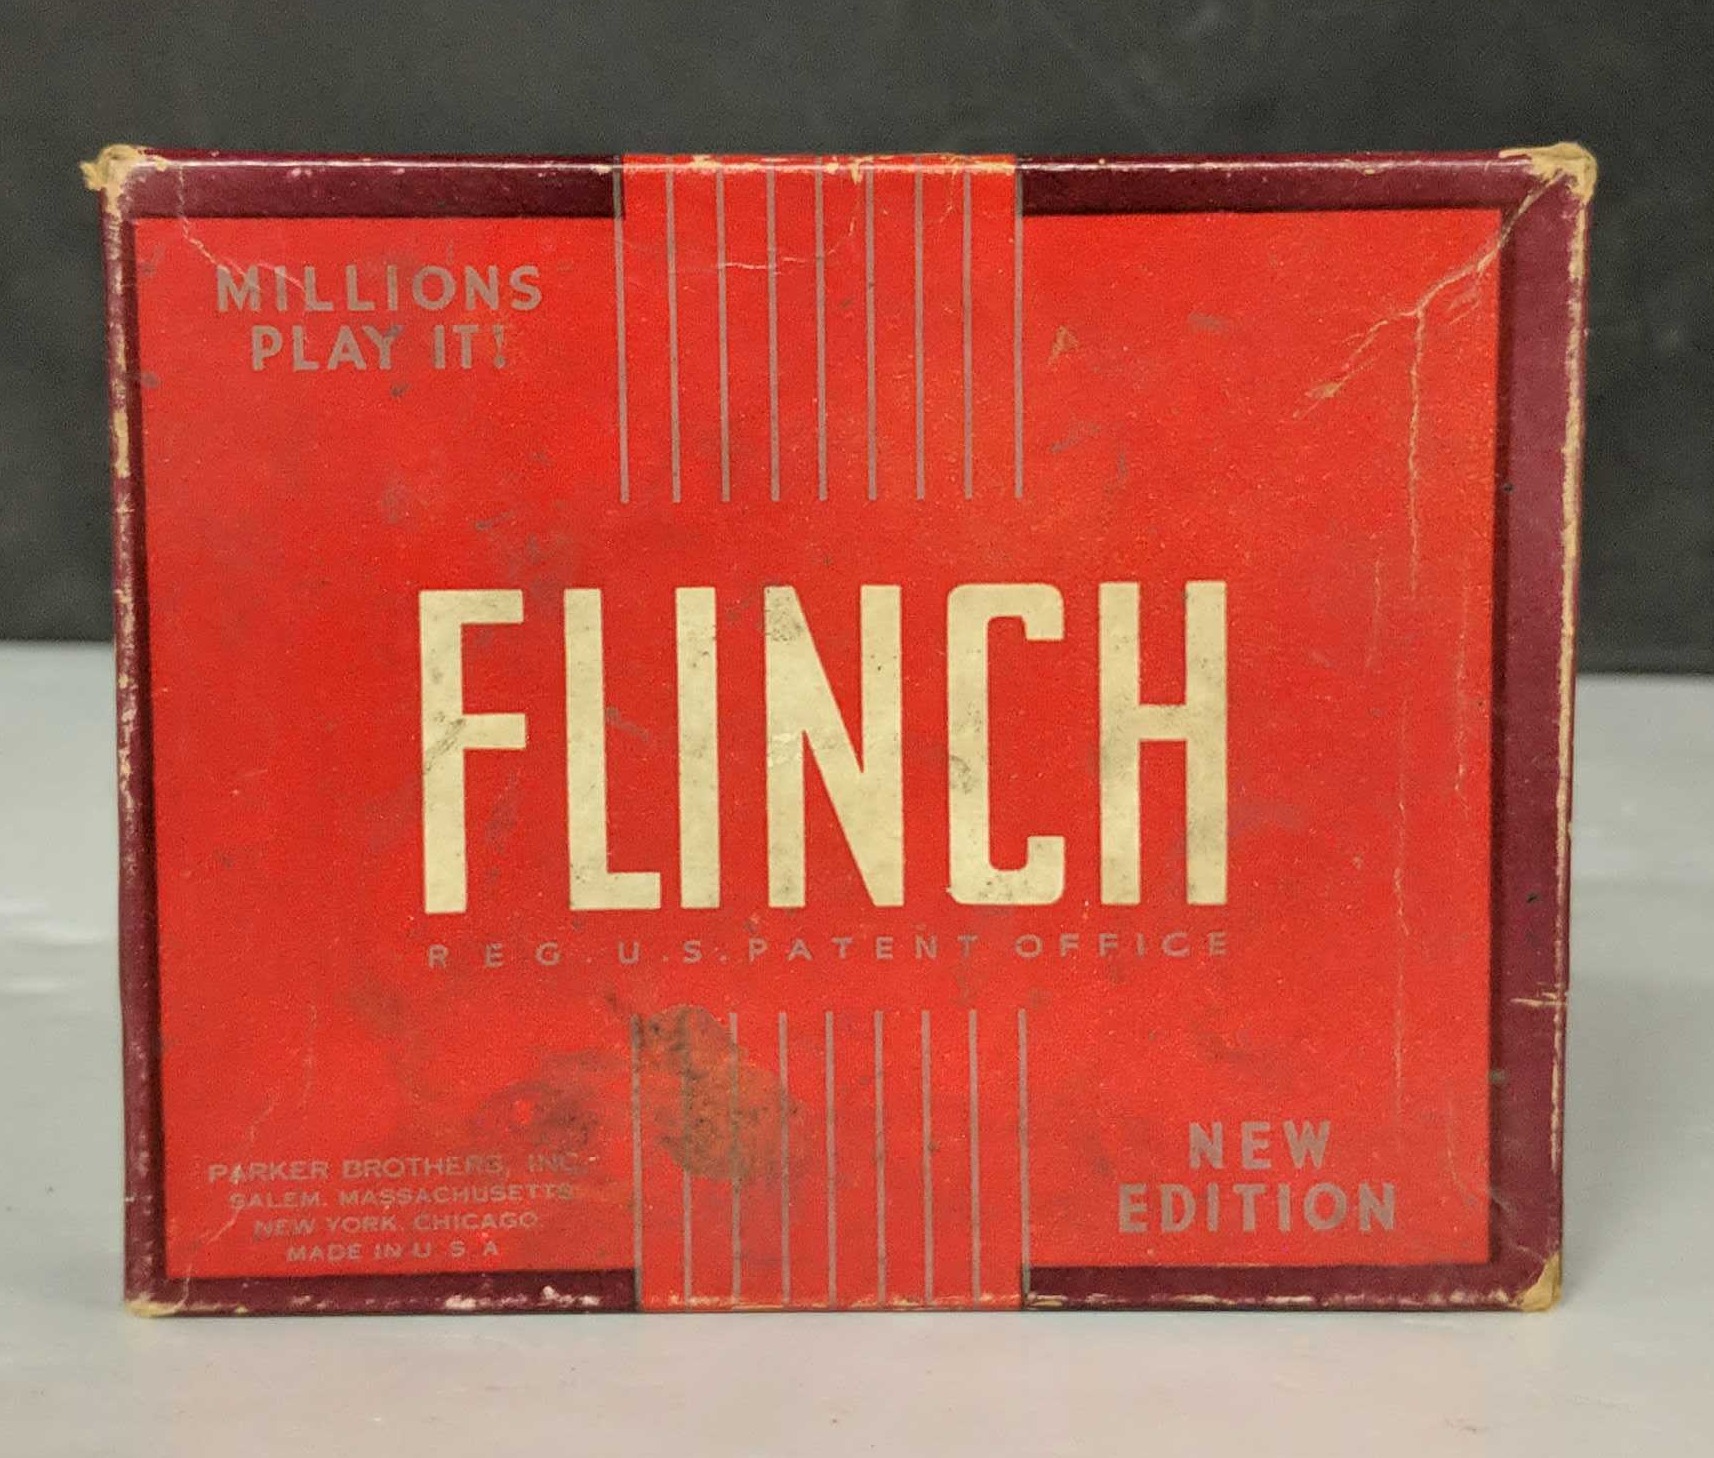 MILLIONS
PLAY IT!
FLINCH
REG. U.S. PATENT OFFICE
PARKER BROTHERS, INC.
SALEM, MASSACHUSETTS
NEW YORK, CHICAGO,
MADE IN U. S. A
NEW
EDITION